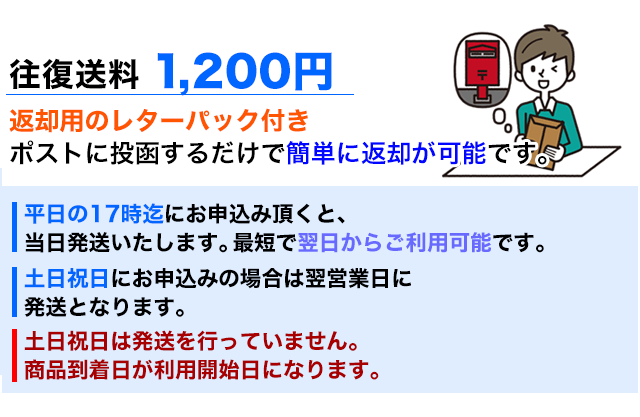 往復送料 1,200円
返却用のレターパック付き
ポストに投函するだけで簡単に返却が可能です。
平日の17時迄にお申込み頂くと、
当日発送いたします。最短で翌日からご利用可能です。
土日祝日にお申込みの場合は翌営業日に
発送となります。
土日祝日は発送を行っていません。
商品到着日が利用開始日になります。